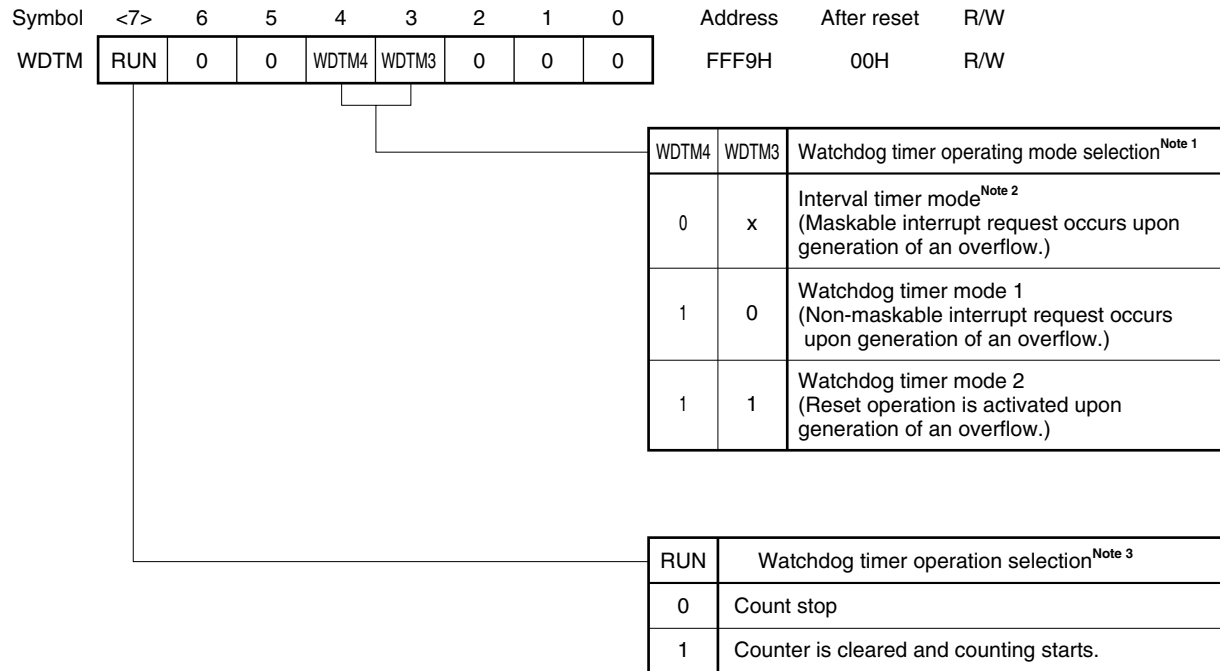 Symbol <7> 6 5 4 3 2 1 0 Address After reset R/W
WDTM RUN 0 0 WDTM4 WDTM3 0 0 0 FFF9H 00H R/W
WDTM4 WDTM3 Watchdog timer operating mode selection Note 1
0 x Interval timer mode Note 2
(Maskable interrupt request occurs upon
generation of an overflow.)
1 0 Watchdog timer mode 1
(Non-maskable interrupt request occurs
upon generation of an overflow.)
1 1 Watchdog timer mode 2
(Reset operation is activated upon
generation of an overflow.)
RUN Watchdog timer operation selection Note 3
0 Count stop
1 Counter is cleared and counting starts.